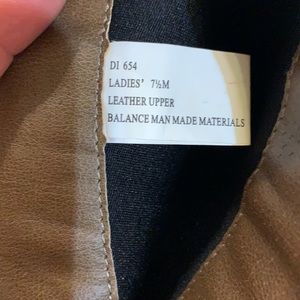 DI 654
LADIES' 7½M
LEATHER UPPER
BALANCE MAN MADE MATERIALS